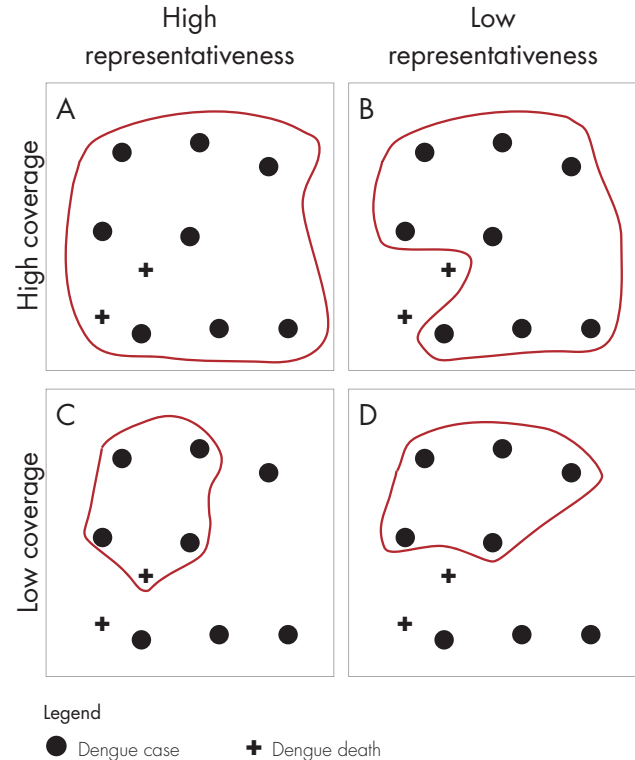 High
representativeness
Low
representativeness
High coverage
A
B
Low coverage
C
D
Legend
Dengue case
Dengue death